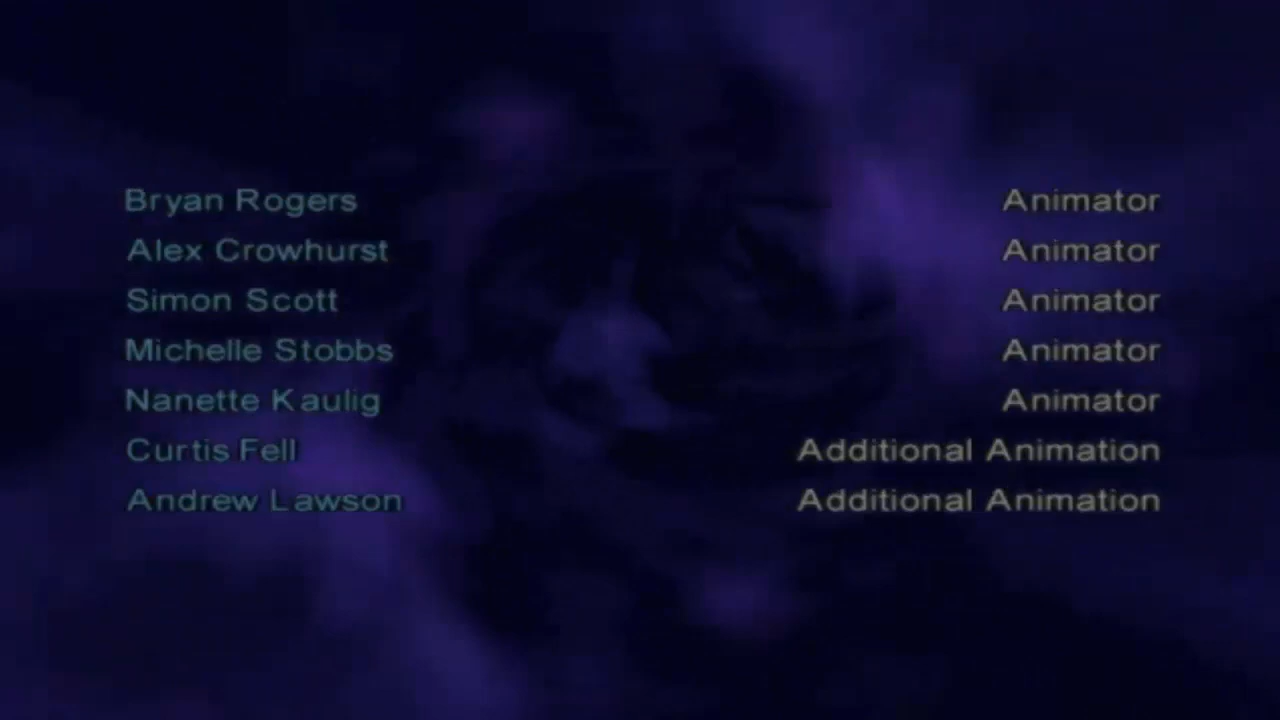 Bryan Rogers Animator
Alex Crowhurst Animator
Simon Scott Animator
Michelle Stobbs Animator
Nanette Kaulig Animator
Curtis Fell Additional Animation
Andrew Lawson Additional Animation